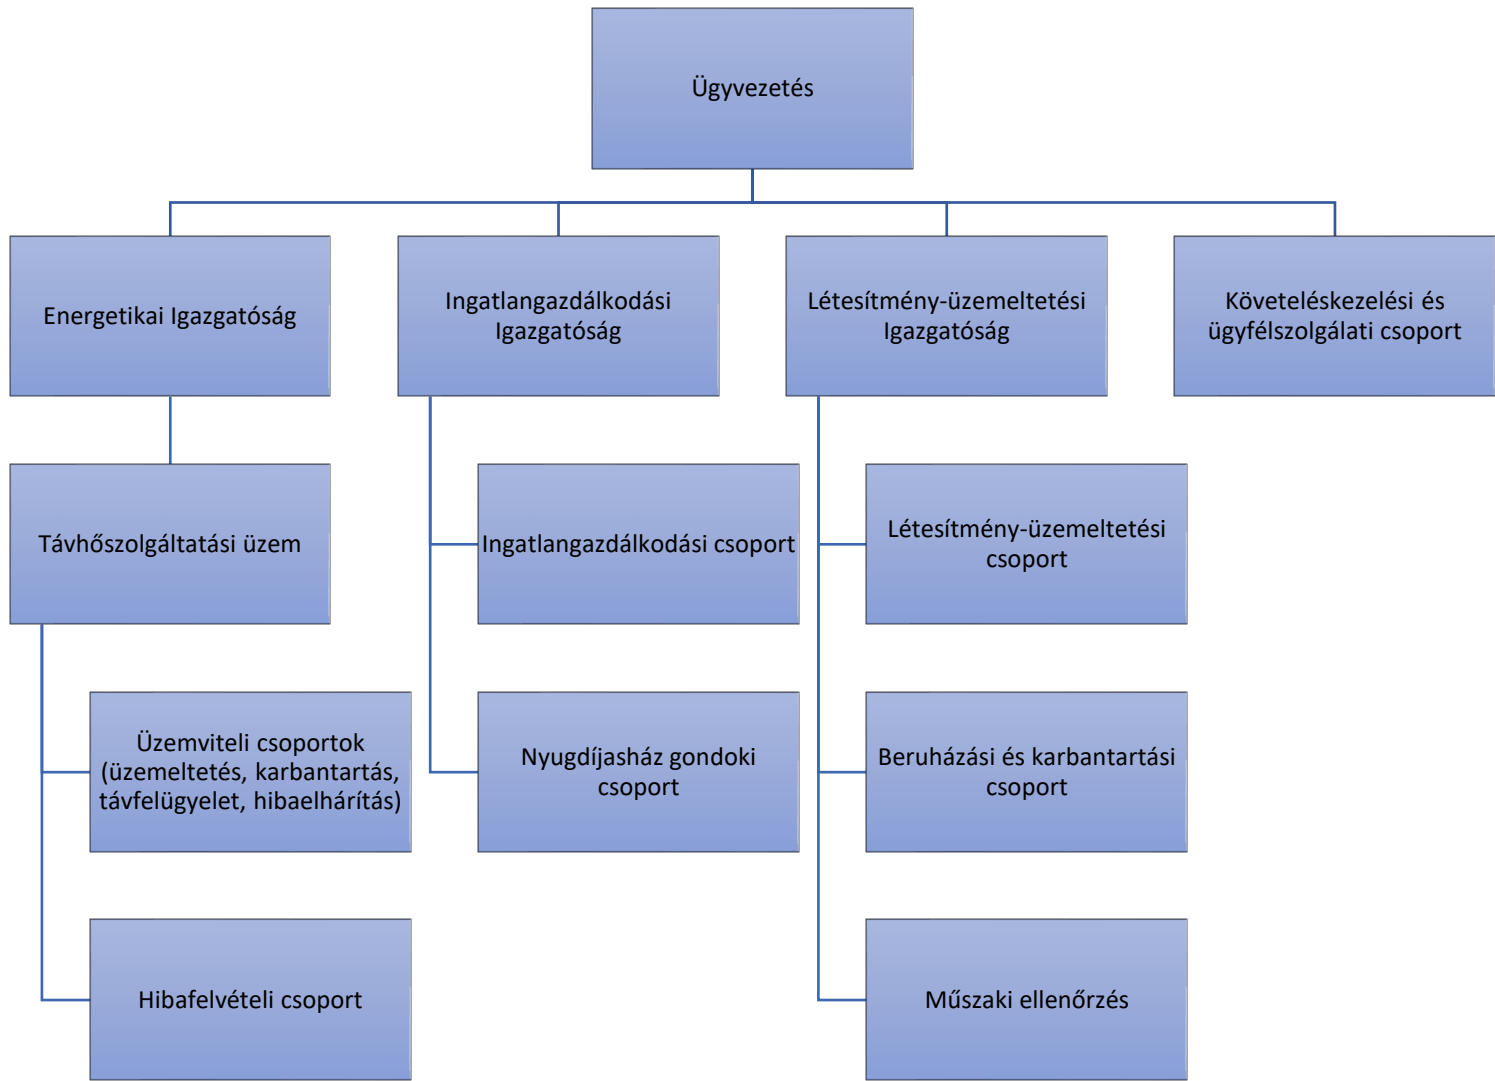 Ügyvezetés
Energetikai Igazgatóság
Ingatlangazdálkodási
Igazgatóság
Létesítmény-üzemeltetési
Igazgatóság
Követeléskezelési és
ügyfélszolgálati csoport
Távhőszolgáltatási üzem
Ingatlangazdálkodási csoport
Létesítmény-üzemeltetési
csoport
Üzemviteli csoportok
(üzemeltetés, karbantartás,
távfelügyelet, hibaelhárítás)
Nyugdíjasház gondoki
csoport
Beruházási és karbantartási
csoport
Hibafelvételi csoport
Műszaki ellenőrzés